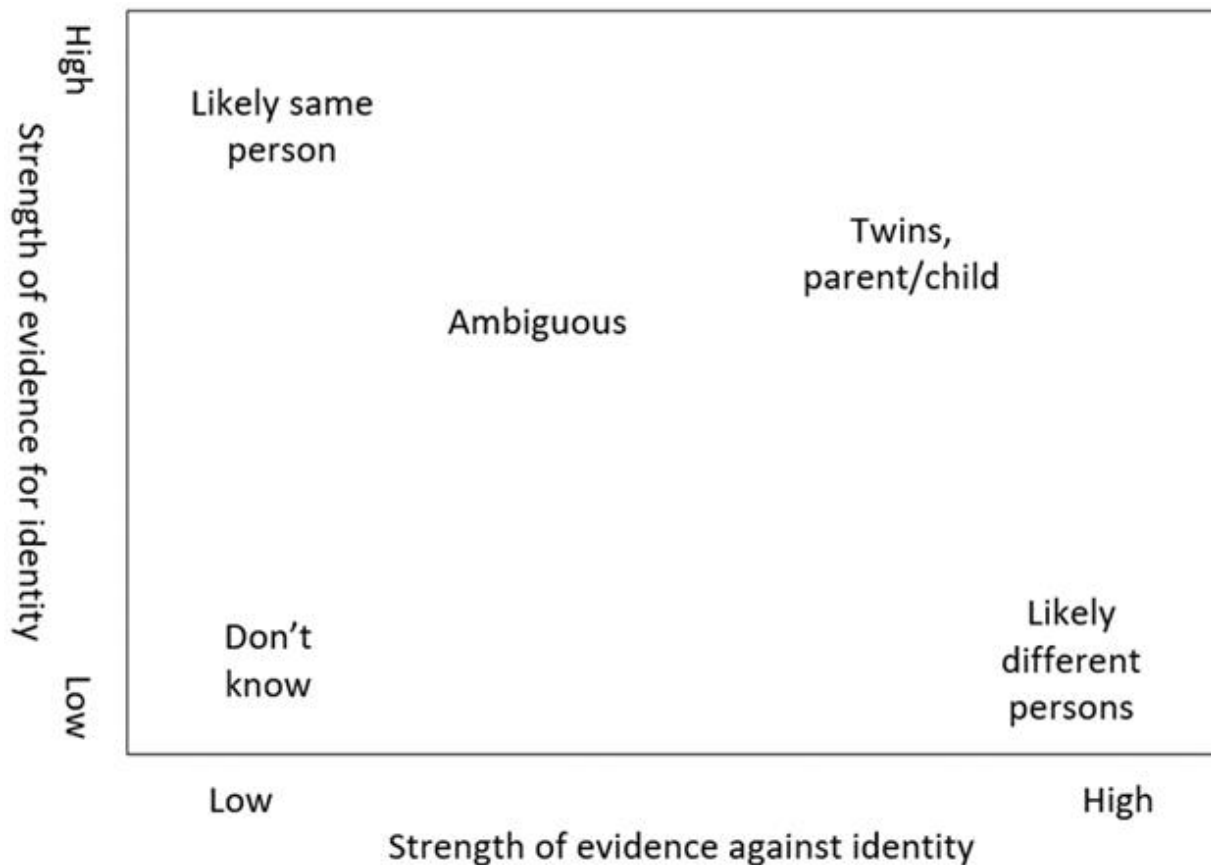 High
Strength of evidence for identity
Low
Likely same
person
Twins,
parent/child
Ambiguous
Don’t
know
Likely
different
persons
Low
High
Strength of evidence against identity